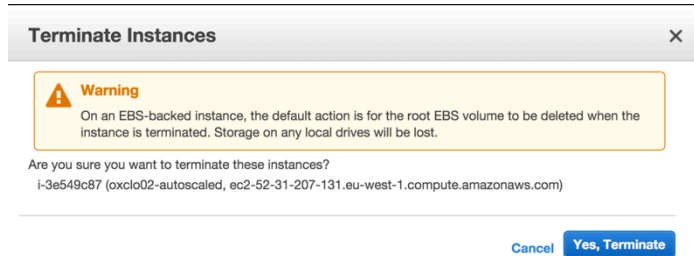 Terminate Instances
Warning
On an EBS-backed instance, the default action is for the root EBS volume to be deleted when the
instance is terminated. Storage on any local drives will be lost.
Are you sure you want to terminate these instances?
i-3e549c87 (oxclo02-autoscaled, ec2-52-31-207-131.eu-west-1.compute.amazonaws.com)
Cancel Yes, Terminate